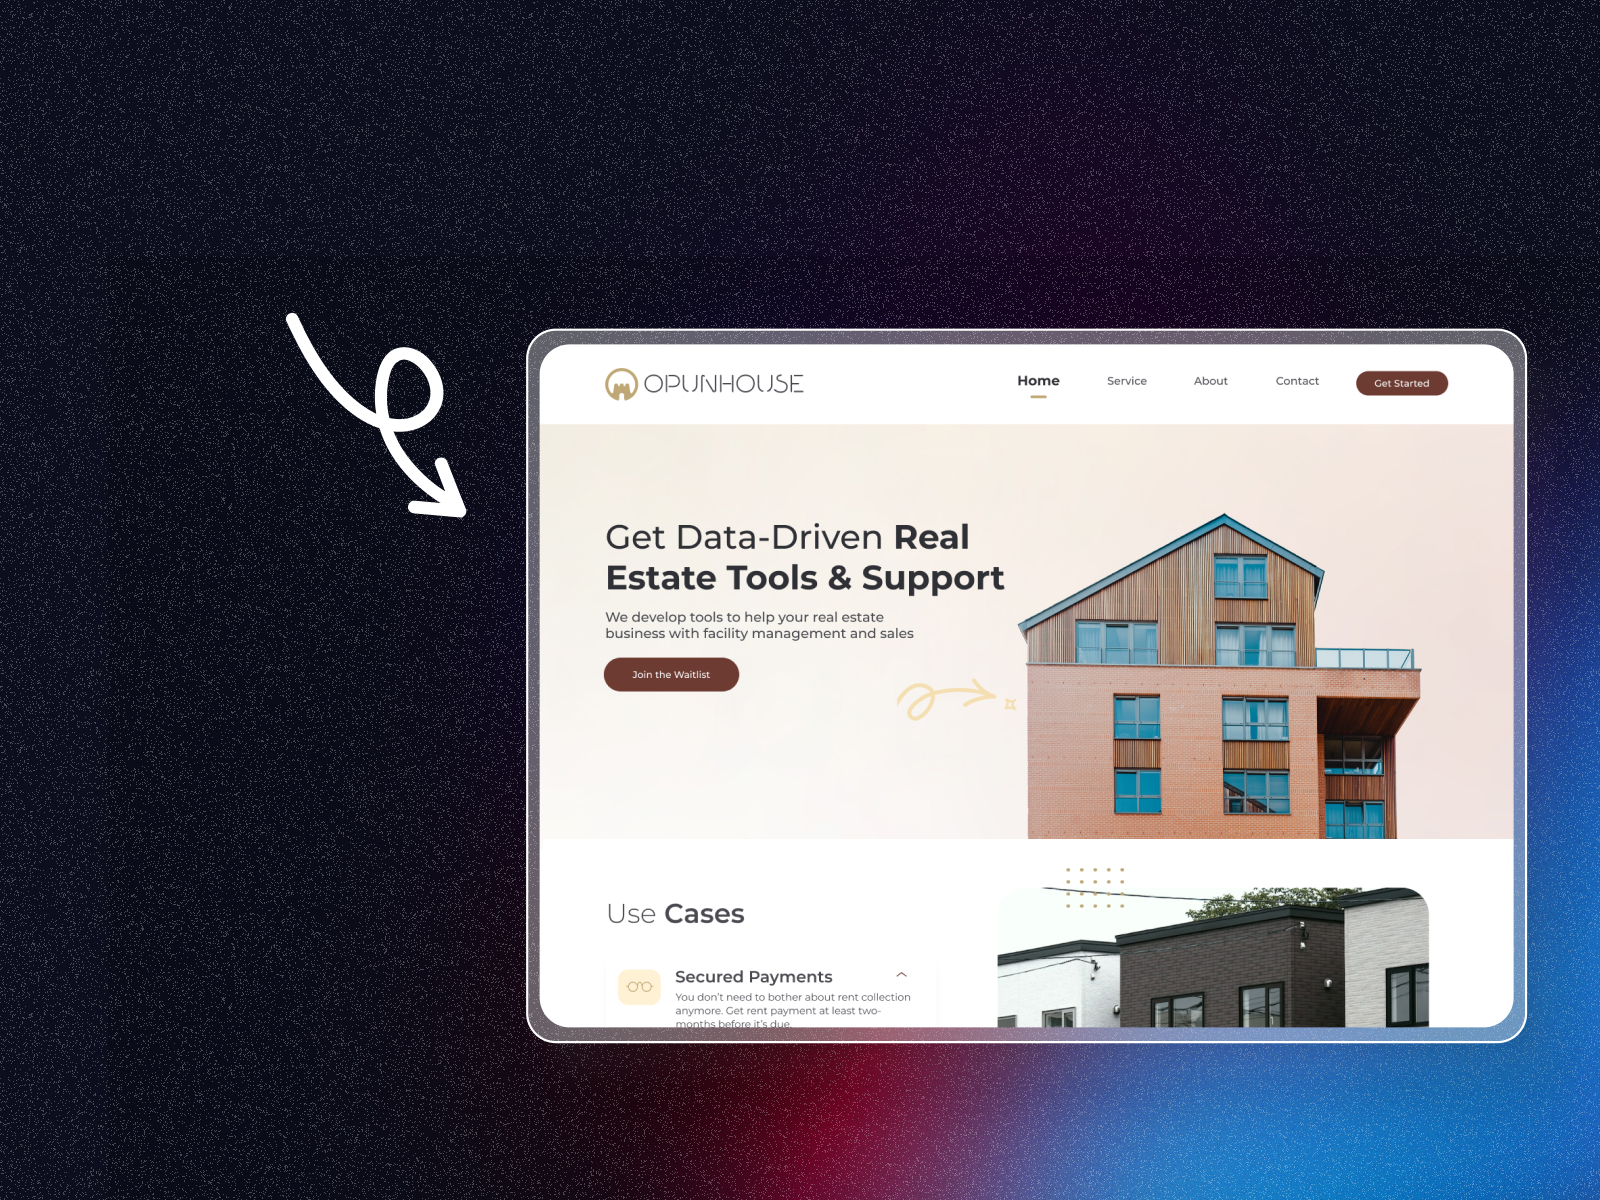 OPUNHOUSE
Home
Service
About
Contact
Get Started
Get Data-Driven Real
Estate Tools & Support
We develop tools to help your real estate
business with facility management and sales
Join the Waitlist
Use Cases
Secured Payments
You don't need to bother about rent collection
anymore. Get rent payment at least two-
months before it's due.